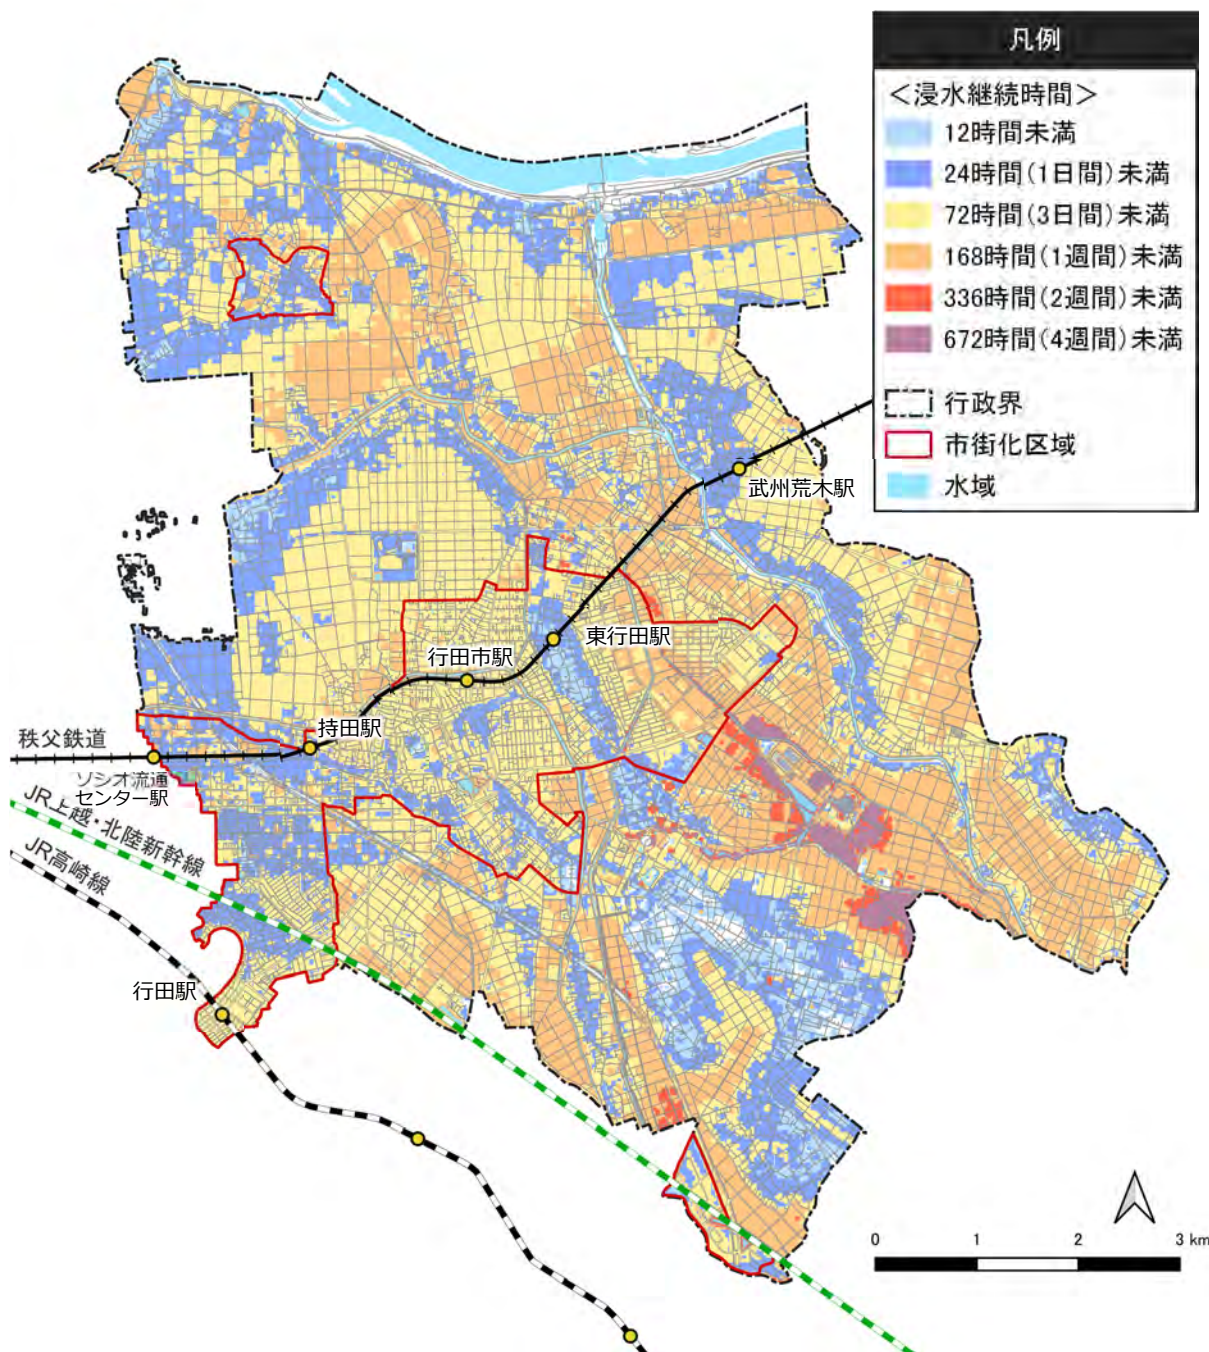 凡例
＜浸水継続時間＞
12時間未満
24時間（1日間）未満
72時間（3日間）未満
168時間（1週間）未満
336時間（2週間）未満
672時間（4週間）未満
行政界
市街化区域
水域
武州荒木駅
東行田駅
行田市駅
持田駅
秩父鉄道
ソシオ流通
センター駅
JR上越・北陸新幹線
JR高崎線
行田駅
0 1 2 3 km